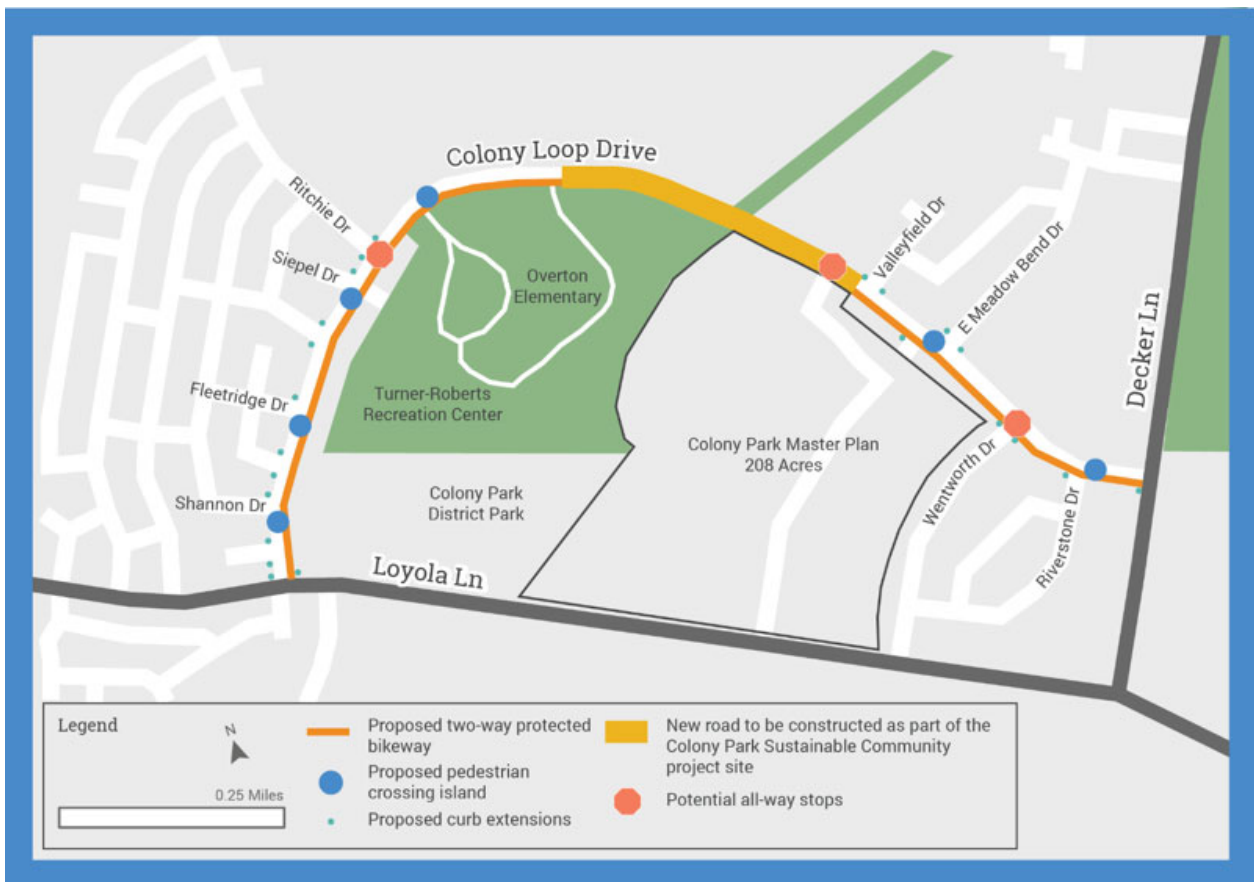 Colony Loop Drive
Ritchie Dr
Siepel Dr
Valleyfield Dr
E Meadow Bend Dr
Overton
Elementary
Decker Ln
Fleetridge Dr
Turner-Roberts
Recreation Center
Colony Park Master Plan
208 Acres
Wentworth Dr
Shannon Dr
Colony Park
District Park
Riverstone Dr
Loyola Ln
Legend
N
0.25 Miles
Proposed two-way protected
bikeway
Proposed pedestrian
crossing island
Proposed curb extensions
New road to be constructed as part of the
Colony Park Sustainable Community
project site
Potential all-way stops